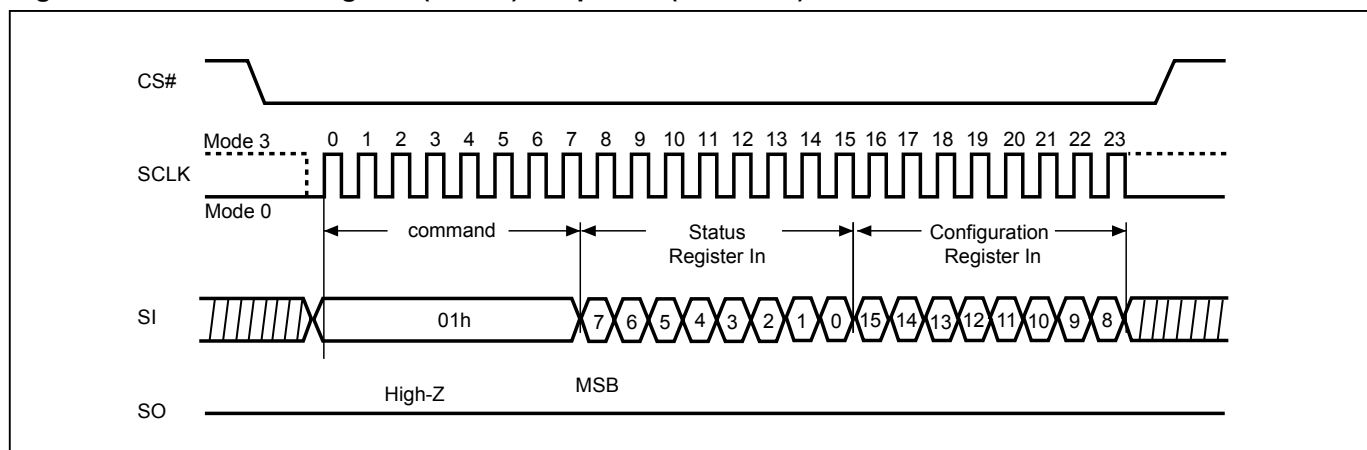 CS#
Mode 3
0 1 2 3 4 5 6 7 8 9 10 11 12 13 14 15 16 17 18 19 20 21 22 23
SCLK
Mode 0
command
Status
Register In
Configuration
Register In
SI
01h
7 6 5 4 3 2 1 0 15 14 13 12 11 10 9 8
High-Z
MSB
SO